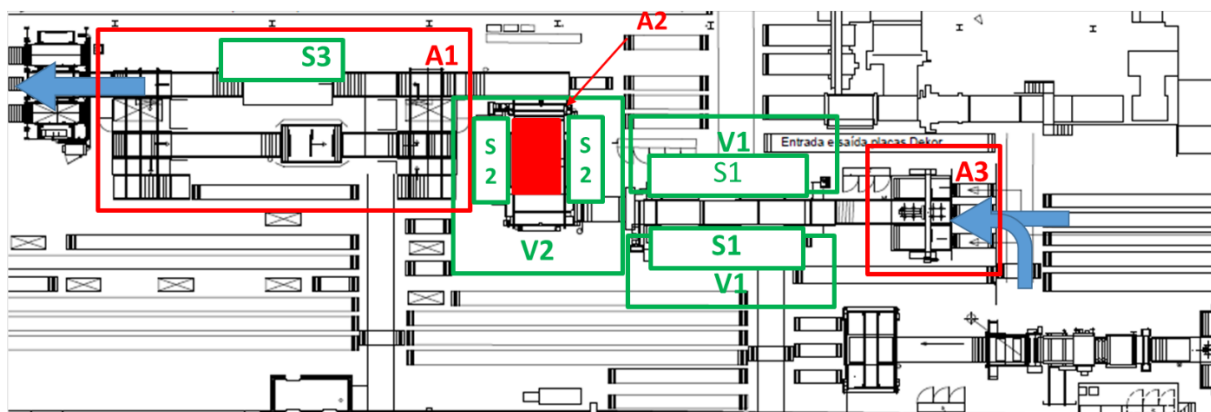 A2
S3
A1
V1
Entrada e saída placas Dekor
S
2
S
2
S1
A3
V2
S1
V1